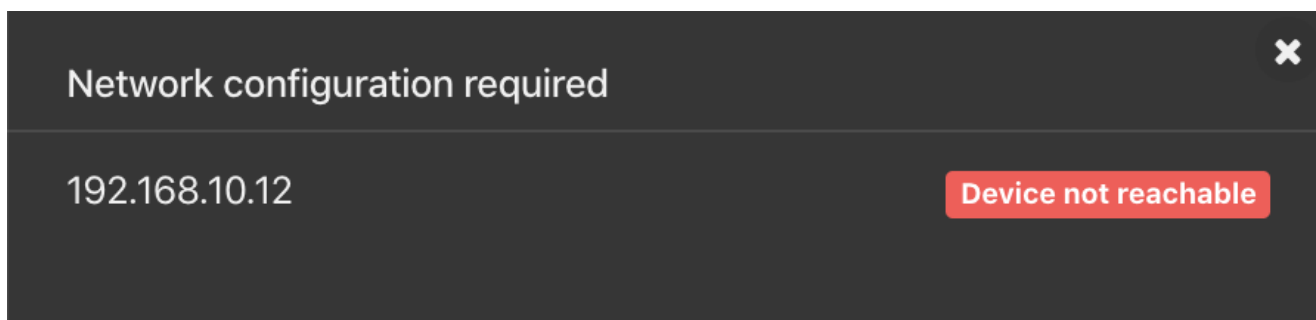 Network configuration required
192.168.10.12 Device not reachable